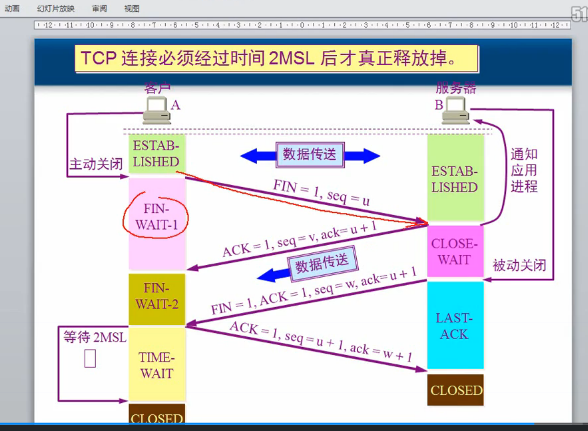 动画 幻灯片放映 审阅 视图
51
TCP 连接必须经过时间 2MSL 后才真正释放掉。
客户
A
服务器
B
ESTAB-
LISHED
主动关闭
数据传送
FIN = 1, seq = u
ESTAB-
LISHED
通知
应用
进程
FIN-
WAIT-1
ACK = 1, seq = v, ack= u + 1
CLOSE-
WAIT
数据传送
被动关闭
FIN-
WAIT-2
FIN = 1, ACK = 1, seq = w, ack= u + 1
LAST-
ACK
等待 2MSL
TIME-
WAIT
ACK = 1, seq = u + 1, ack = w + 1
CLOSED
CLOSED